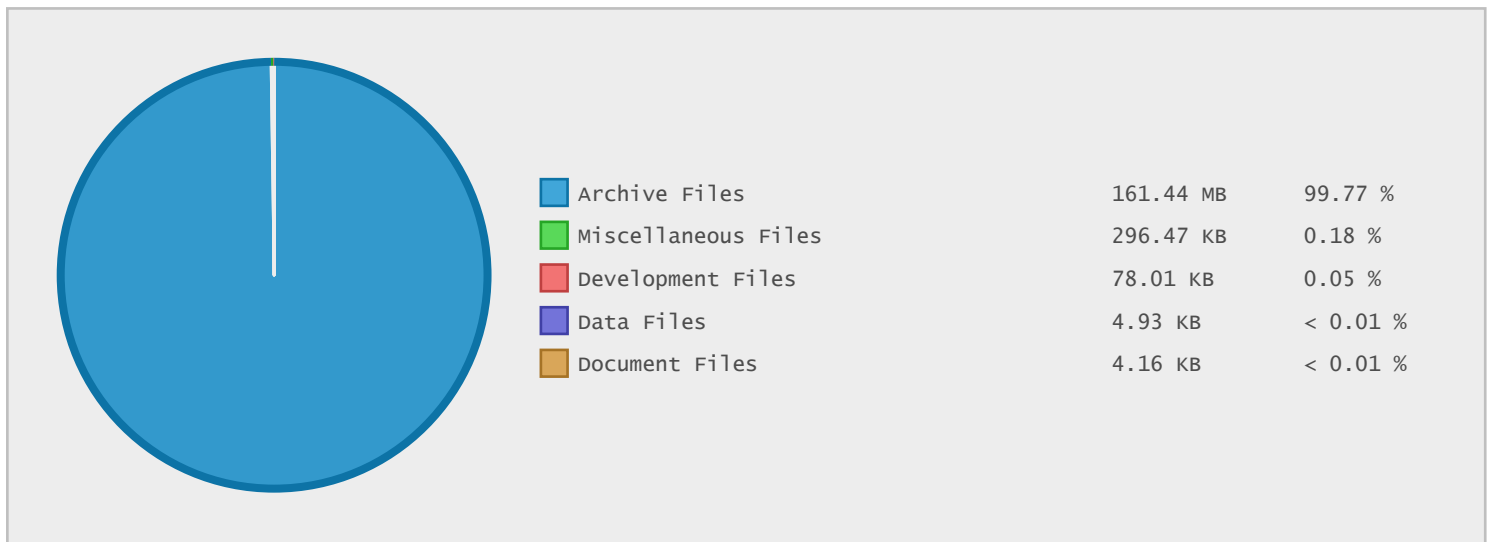 Archive Files 161.44 MB 99.77 %
Miscellaneous Files 296.47 KB 0.18 %
Development Files 78.01 KB 0.05 %
Data Files 4.93 KB < 0.01 %
Document Files 4.16 KB < 0.01 %